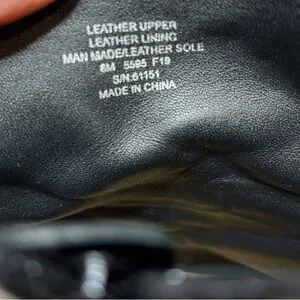 LEATHER UPPER
LEATHER LINING
MAN MADE/LEATHER SOLE
8M 5595 F19
S/N:61151
MADE IN CHINA